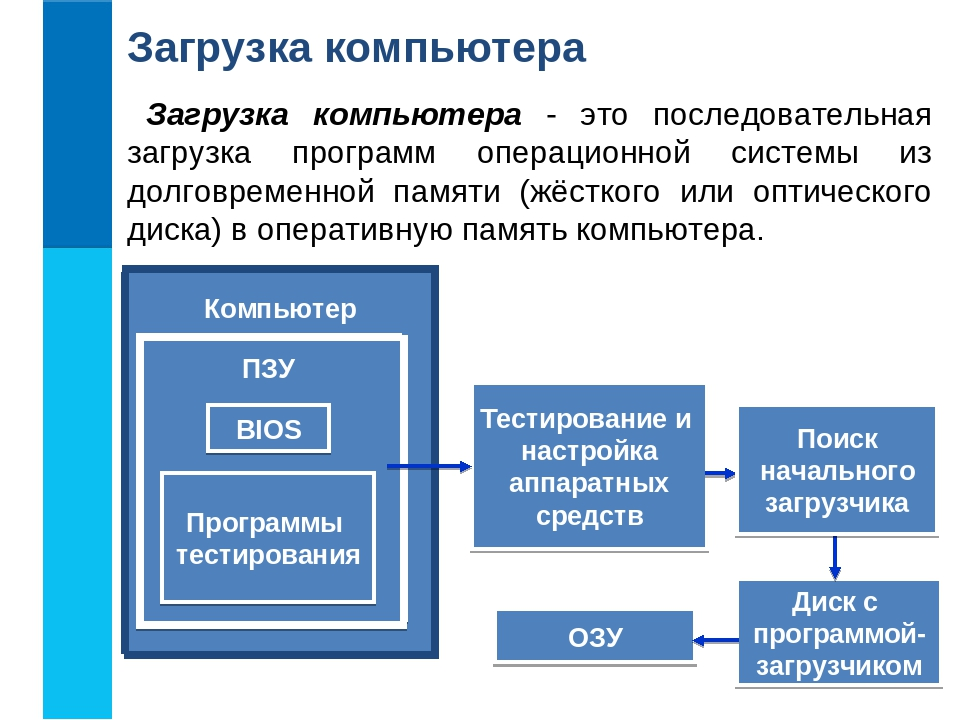 Загрузка компьютера
Загрузка компьютера - это последовательная
загрузка программ операционной системы из
долговременной памяти (жёсткого или оптического
диска) в оперативную память компьютера.
Компьютер
ПЗУ
BIOS
Программы
тестирования
Тестирование и
настройка
аппаратных
средств
Поиск
начального
загрузчика
Диск с
программой-
загрузчиком
ОЗУ